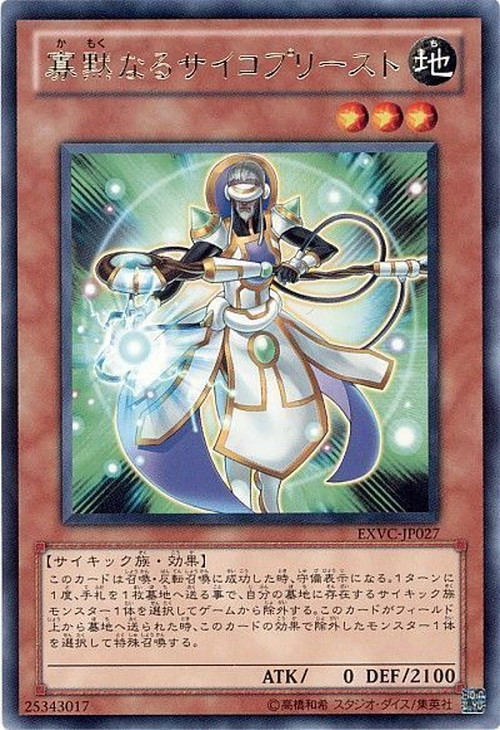 寡黙なるサイコプリースト
地
EXVC-JP027
【サイキック族・効果】
このカードは召喚・反転召喚に成功した時、守備表示になる。1ターンに
1度、手札を1枚墓地へ送る事で、自分の墓地に存在するサイキック族
モンスター1体を選択してゲームから除外する。このカードがフィールド
上から墓地へ送られた時、このカードの効果で除外したモンスター1体
を選択して特殊召喚する。
ATK/ 0 DEF/2100
25343017
©高橋和希 スタジオ・ダイス/集英社